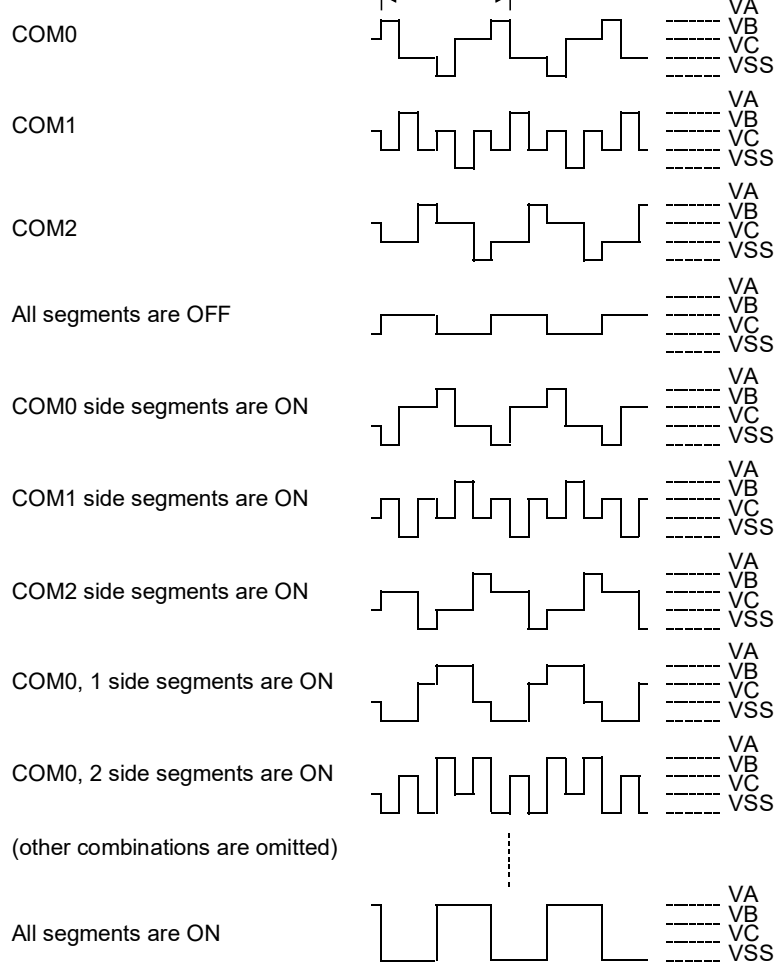 VA
COM0
VB
VC
VSS
VA
COM1
VB
VC
VSS
VA
VB
COM2
VC
VSS
VA
VB
All segments are OFF
VC
VSS
VA
VB
COM0 side segments are ON
VC
VSS
VA
VB
COM1 side segments are ON
VC
VSS
VA
VB
COM2 side segments are ON
VC
VSS
VA
VB
COM0, 1 side segments are ON
VC
VSS
VA
VB
COM0, 2 side segments are ON
VC
VSS
(other combinations are omitted)
VA
VB
All segments are ON
VC
VSS